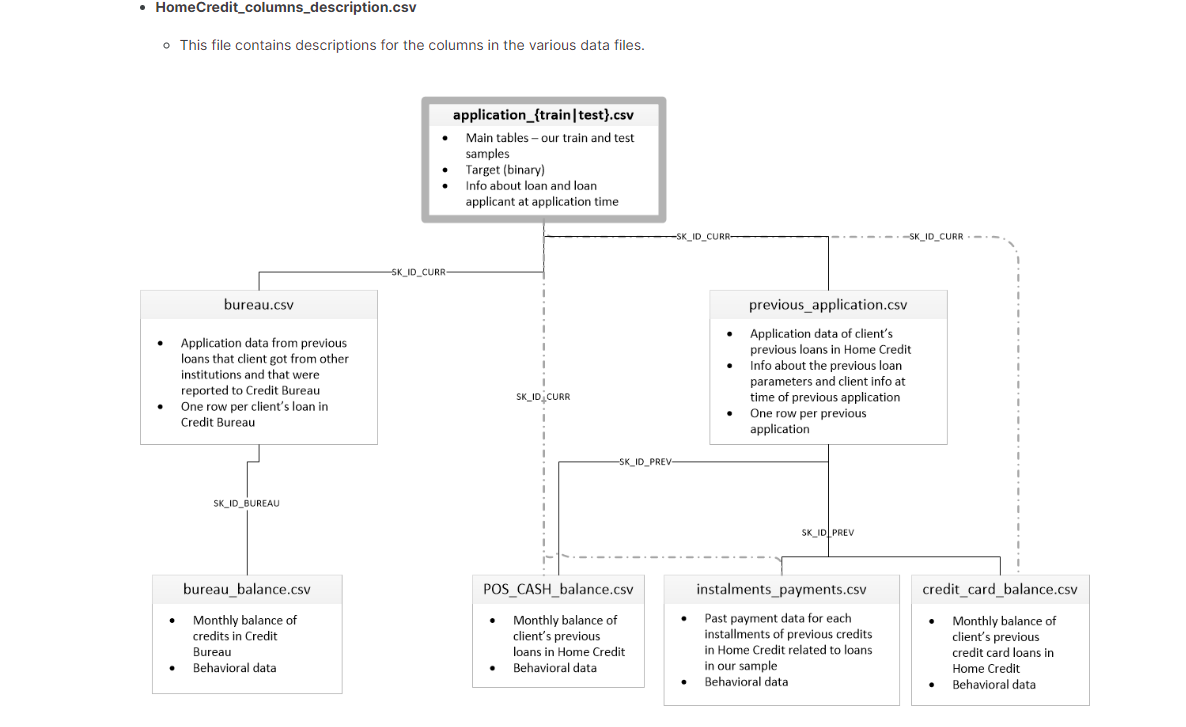 HomeCredit_columns_description.csv
This file contains descriptions for the columns in the various data files.
application_{train|test}.csv
• Main tables – our train and test
samples
• Target (binary)
• Info about loan and loan
applicant at application time
SK_ID_CURR
SK_ID_CURR
SK_ID_CURR
bureau.csv
• Application data from previous
loans that client got from other
institutions and that were
reported to Credit Bureau
• One row per client's loan in
Credit Bureau
previous_application.csv
• Application data of client's
previous loans in Home Credit
• Info about the previous loan
parameters and client info at
time of previous application
• One row per previous
application
SK_ID_CURR
SK_ID_PREV
SK_ID_BUREAU
SK_ID_PREV
bureau_balance.csv
• Monthly balance of
credits in Credit
Bureau
• Behavioral data
POS_CASH_balance.csv
• Monthly balance of
client's previous
loans in Home Credit
• Behavioral data
instalments_payments.csv
• Past payment data for each
installments of previous credits
in Home Credit related to loans
in our sample
• Behavioral data
credit_card_balance.csv
• Monthly balance of
client's previous
credit card loans in
Home Credit
• Behavioral data